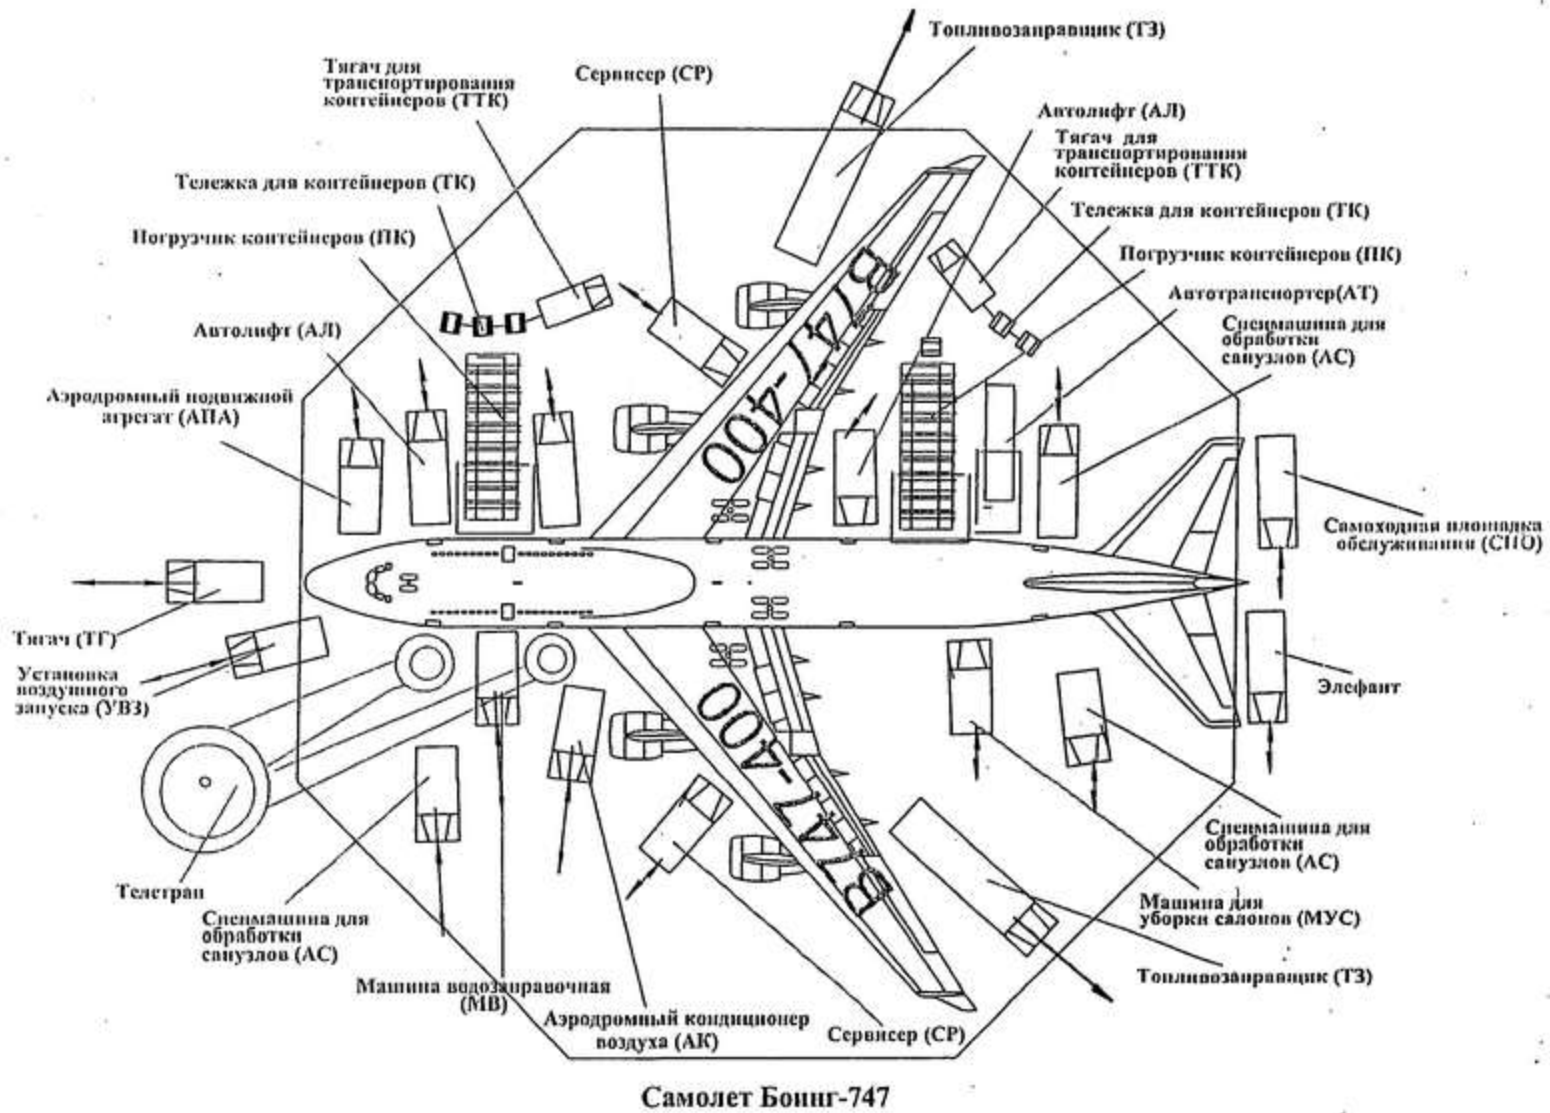 Топливозаправщик (ТЗ)
Тягач для
транспортирования
контейнеров (ТТК)
Сервисер (СР)
Автолифт (АЛ)
Тягач для
транспортирования
контейнеров (ТТК)
Тележка для контейнеров (ТК)
Тележка для контейнеров (ТК)
Погрузчик контейнеров (ПК)
Погрузчик контейнеров (ПК)
Автотранспортер(АТ)
Автолифт (АЛ)
Спецмашина для
обработки
санузлов (АС)
Аэродромный подвижной
агрегат (АПА)
B747-400
Самоходная площадка
обслуживания (СПО)
Тягач (ТГ)
Установка
воздушного
запуска (УВЗ)
Элефант
B747-400
Телетрап
Спецмашина для
обработки
санузлов (АС)
Спецмашина для
обработки
санузлов (АС)
Машина для
уборки салонов (МУС)
Машина водозаправочная
(МВ)
Топливозаправщик (ТЗ)
Аэродромный кондиционер
воздуха (АК)
Сервисер (СР)
Самолет Боинг-747